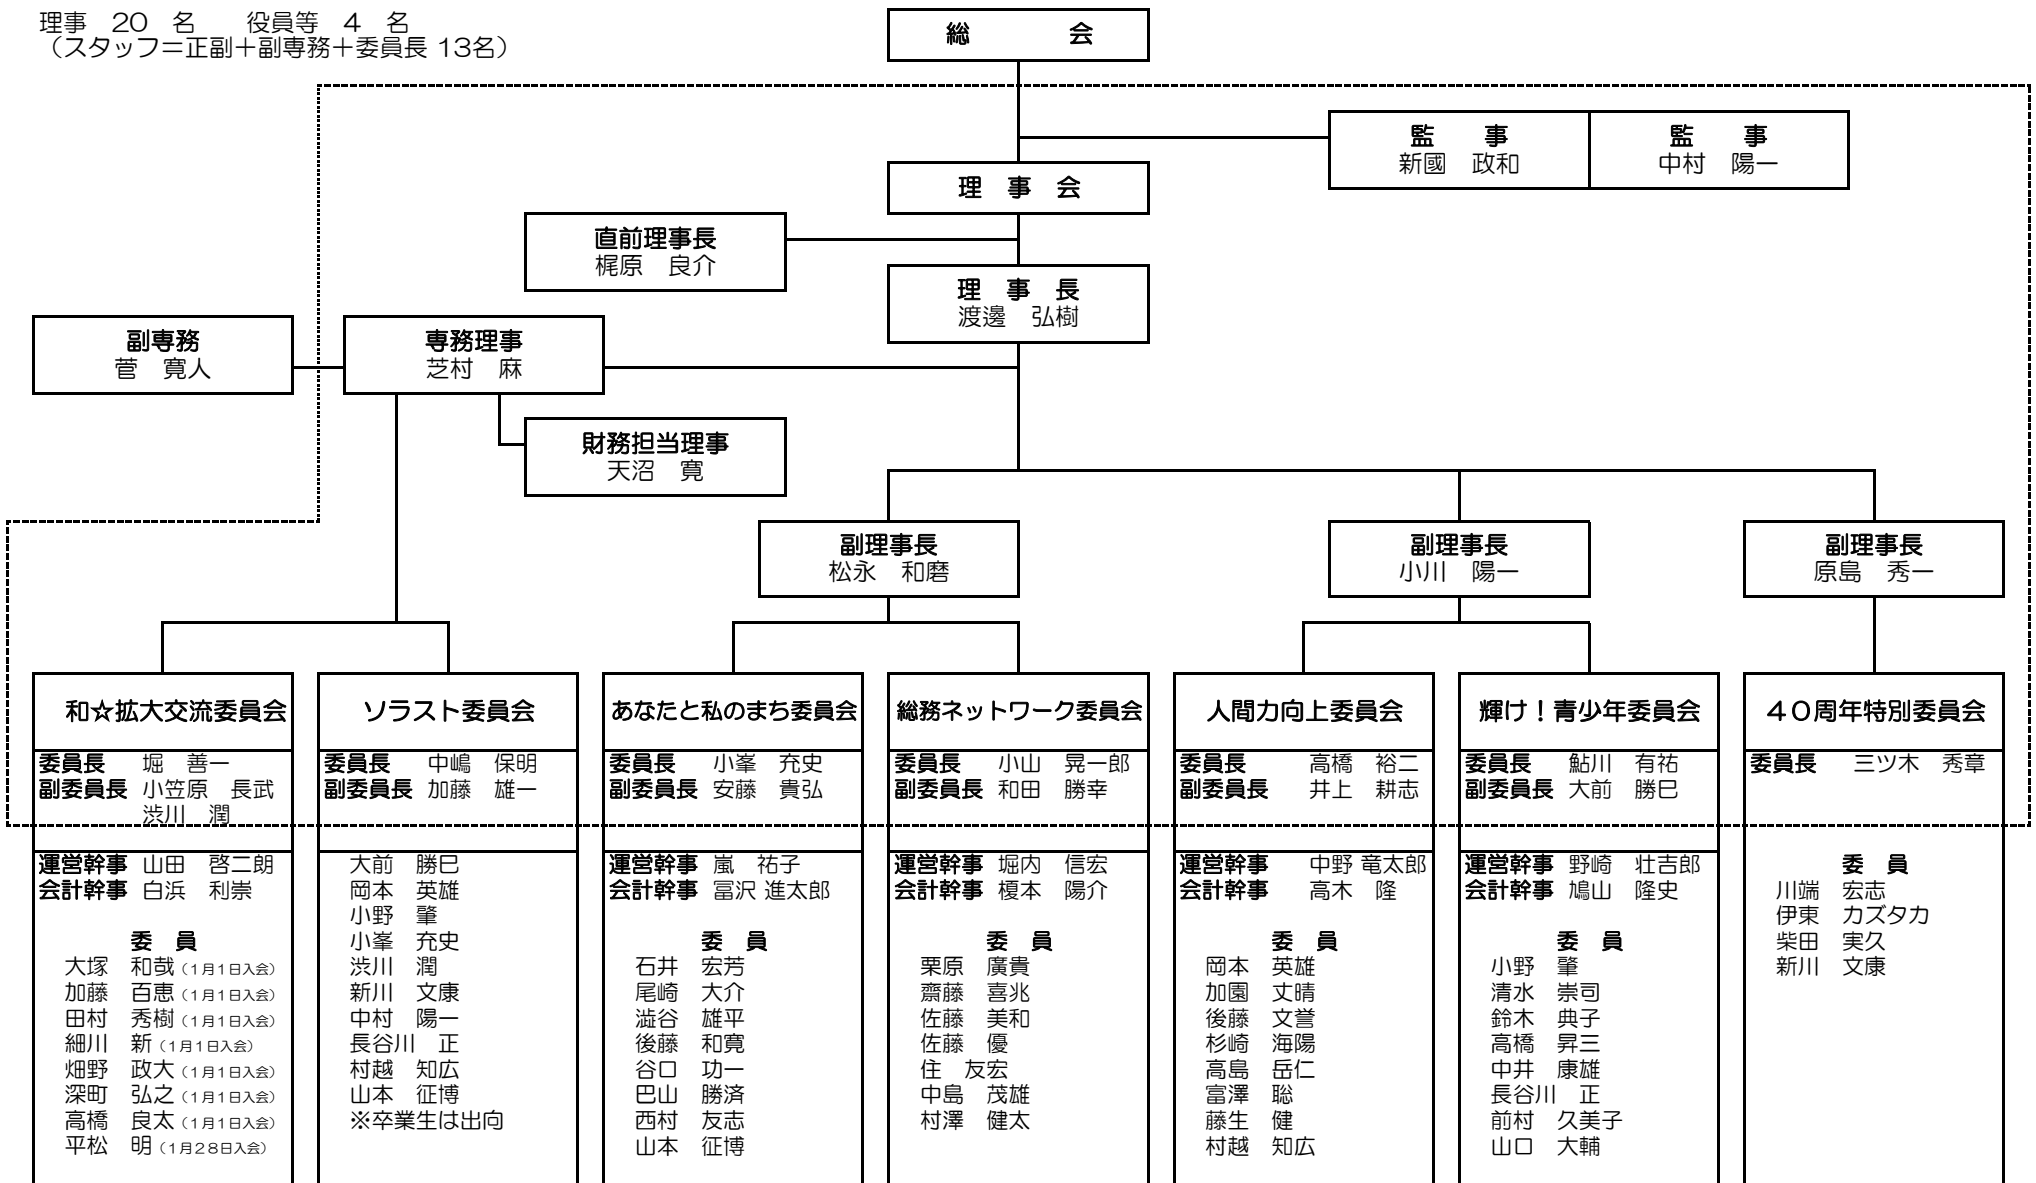 理事　20　名　　役員等　4　名
（スタッフ＝正副＋副専務＋委員長 13名）
総　　　　会
監　　事
新國　政和
監　　事
中村　陽一
理　事　会
直前理事長
梶原　良介
理　事　長
渡邊　弘樹
副専務
菅　寛人
専務理事
芝村　麻
財務担当理事
天沼　寛
副理事長
松永　和磨
副理事長
小川　陽一
副理事長
原島　秀一
和☆拡大交流委員会
委員長　堀　善一
副委員長　小笠原　長武
渋川　潤
運営幹事　山田　啓二朗
会計幹事　白浜　利崇
委　員
大塚　和哉（1月1日入会）
加藤　百恵（1月1日入会）
田村　秀樹（1月1日入会）
細川　新（1月1日入会）
畑野　政大（1月1日入会）
深町　弘之（1月1日入会）
高橋　良太（1月1日入会）
平松　明（1月28日入会）
ソラスト委員会
委員長　中嶋　保明
副委員長　加藤　雄一
大前　勝巳
岡本　英雄
小野　肇
小峯　充史
渋川　潤
新川　文康
中村　陽一
長谷川　正
村越　知広
山本　征博
※卒業生は出向
あなたと私のまち委員会
委員長　小峯　充史
副委員長　安藤　貴弘
運営幹事　嵐　祐子
会計幹事　冨沢 進太郎
委　員
石井　宏芳
尾崎　大介
澁谷　雄平
後藤　和寛
谷口　功一
巴山　勝済
西村　友志
山本　征博
総務ネットワーク委員会
委員長　小山　晃一郎
副委員長　和田　勝幸
運営幹事　堀内　信宏
会計幹事　榎本　陽介
委　員
栗原　廣貴
齋藤　喜兆
佐藤　美和
佐藤　優
住　友宏
中島　茂雄
村澤　健太
人間力向上委員会
委員長　高橋　裕二
副委員長　井上　耕志
運営幹事　中野 竜太郎
会計幹事　高木　隆
委　員
岡本　英雄
加園　丈晴
後藤　文誉
杉崎　海陽
高島　岳仁
富澤　聡
藤生　健
村越　知広
輝け！青少年委員会
委員長　鮎川　有祐
副委員長　大前　勝巳
運営幹事　野崎　壮吉郎
会計幹事　鳩山　隆史
委　員
小野　肇
清水　崇司
鈴木　典子
高橋　昇三
中井　康雄
長谷川　正
前村　久美子
山口　大輔
４０周年特別委員会
委員長　三ツ木　秀章
委　員
川端　宏志
伊東　カズタカ
柴田　実久
新川　文康